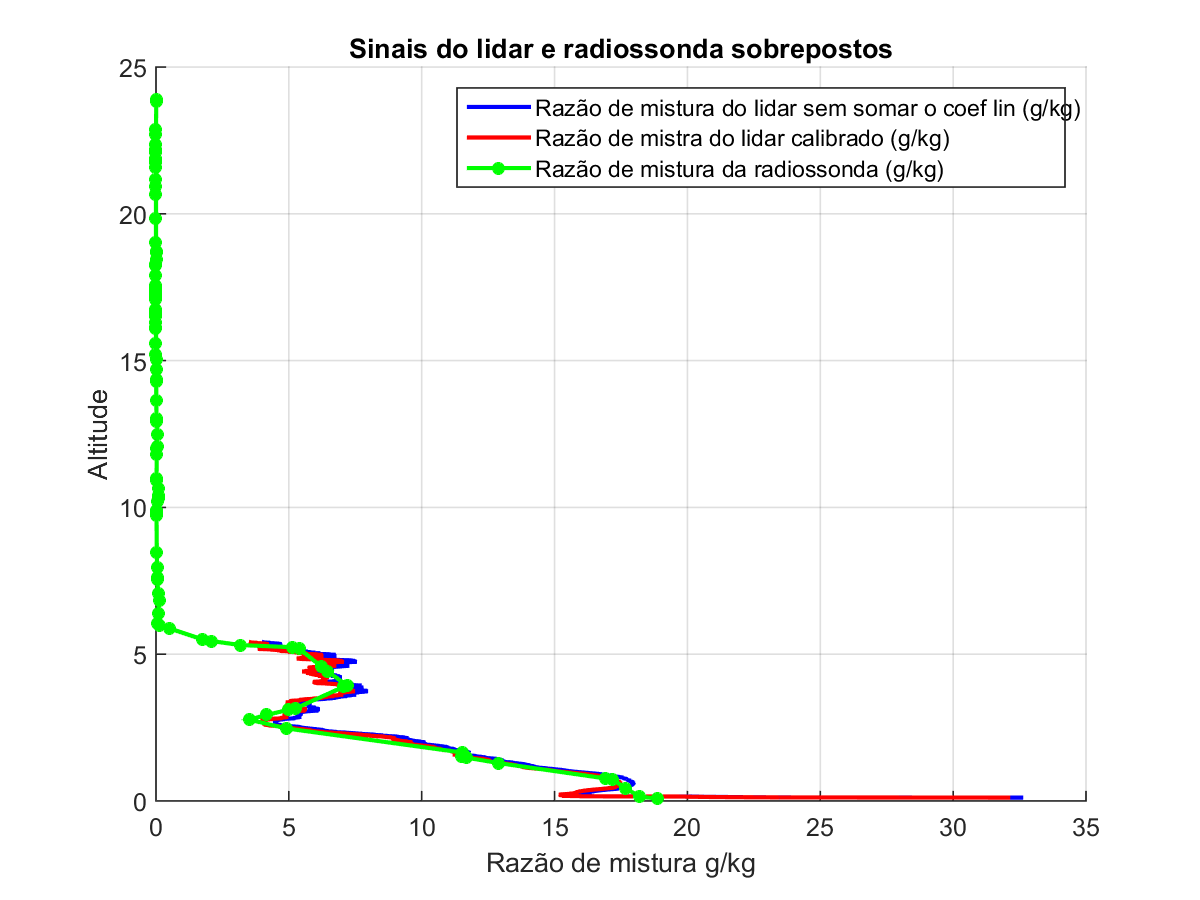 Sinais do lidar e radiossonda sobrepostos
25
Razão de mistura do lidar sem somar o coef lin (g/kg)
Razão de mistra do lidar calibrado (g/kg)
Razão de mistura da radiossonda (g/kg)
20
15
Altitude
10
5
0
0 5 10 15 20 25 30 35
Razão de mistura g/kg